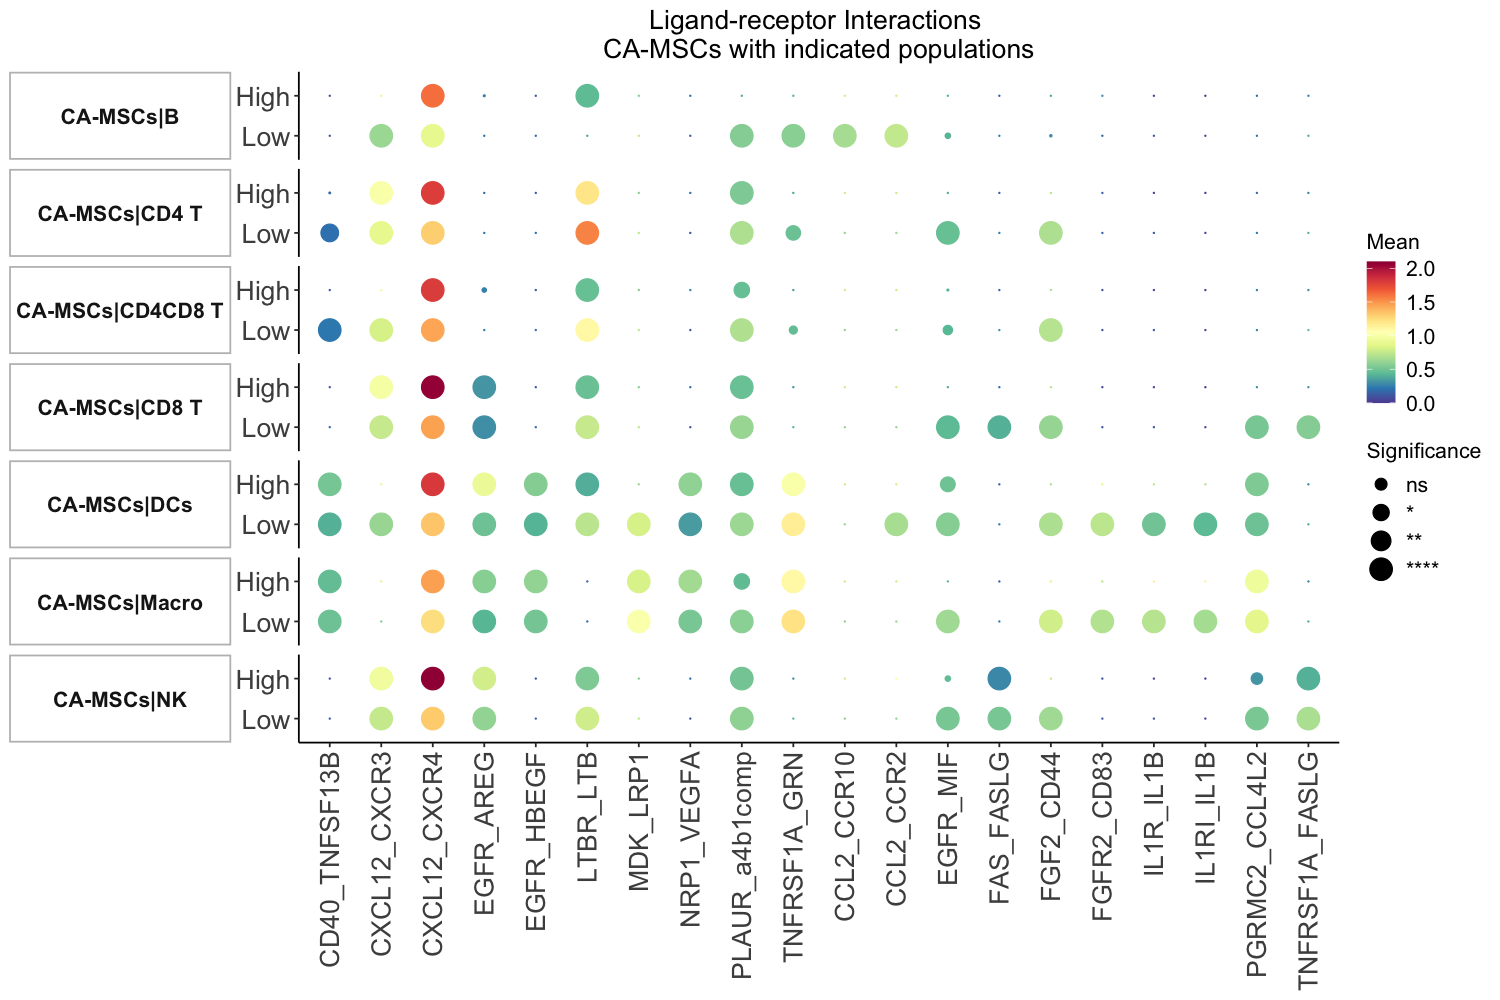 Ligand-receptor Interactions
CA-MSCs with indicated populations
CA-MSCs|B
High
Low
CA-MSCs|CD4 T
High
Low
CA-MSCs|CD4CD8 T
High
Low
CA-MSCs|CD8 T
High
Low
CA-MSCs|DCs
High
Low
CA-MSCs|Macro
High
Low
CA-MSCs|NK
High
Low
CD40_TNFSF13B
CXCL12_CXCR3
CXCL12_CXCR4
EGFR_AREG
EGFR_HBEGF
LTBR_LTB
MDK_LRP1
NRP1_VEGFA
PLAUR_a4b1comp
TNFRSF1A_GRN
CCL2_CCR10
CCL2_CCR2
EGFR_MIF
FAS_FASLG
FGF2_CD44
FGFR2_CD83
IL1R_IL1B
IL1RI_IL1B
PGRMC2_CCL4L2
TNFRSF1A_FASLG
Mean
2.0
1.5
1.0
0.5
0.0
Significance
ns
*
**
****